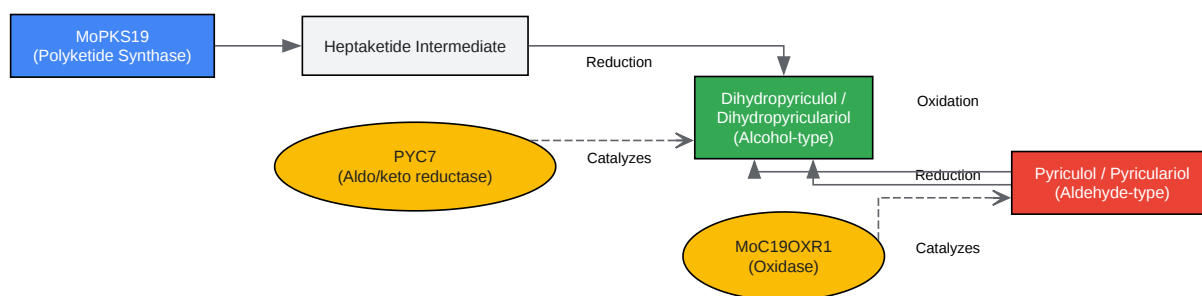 MoPKS19
(Polyketide Synthase)
Heptaketide Intermediate
Reduction
Dihydropyriculol /
Dihydropyriculariol
(Alcohol-type)
Oxidation
PYC7
(Aldo/keto reductase)
Catalyzes
Reduction
Pyriculol / Pyriculariol
(Aldehyde-type)
MoC19OXR1
(Oxidase)
Catalyzes